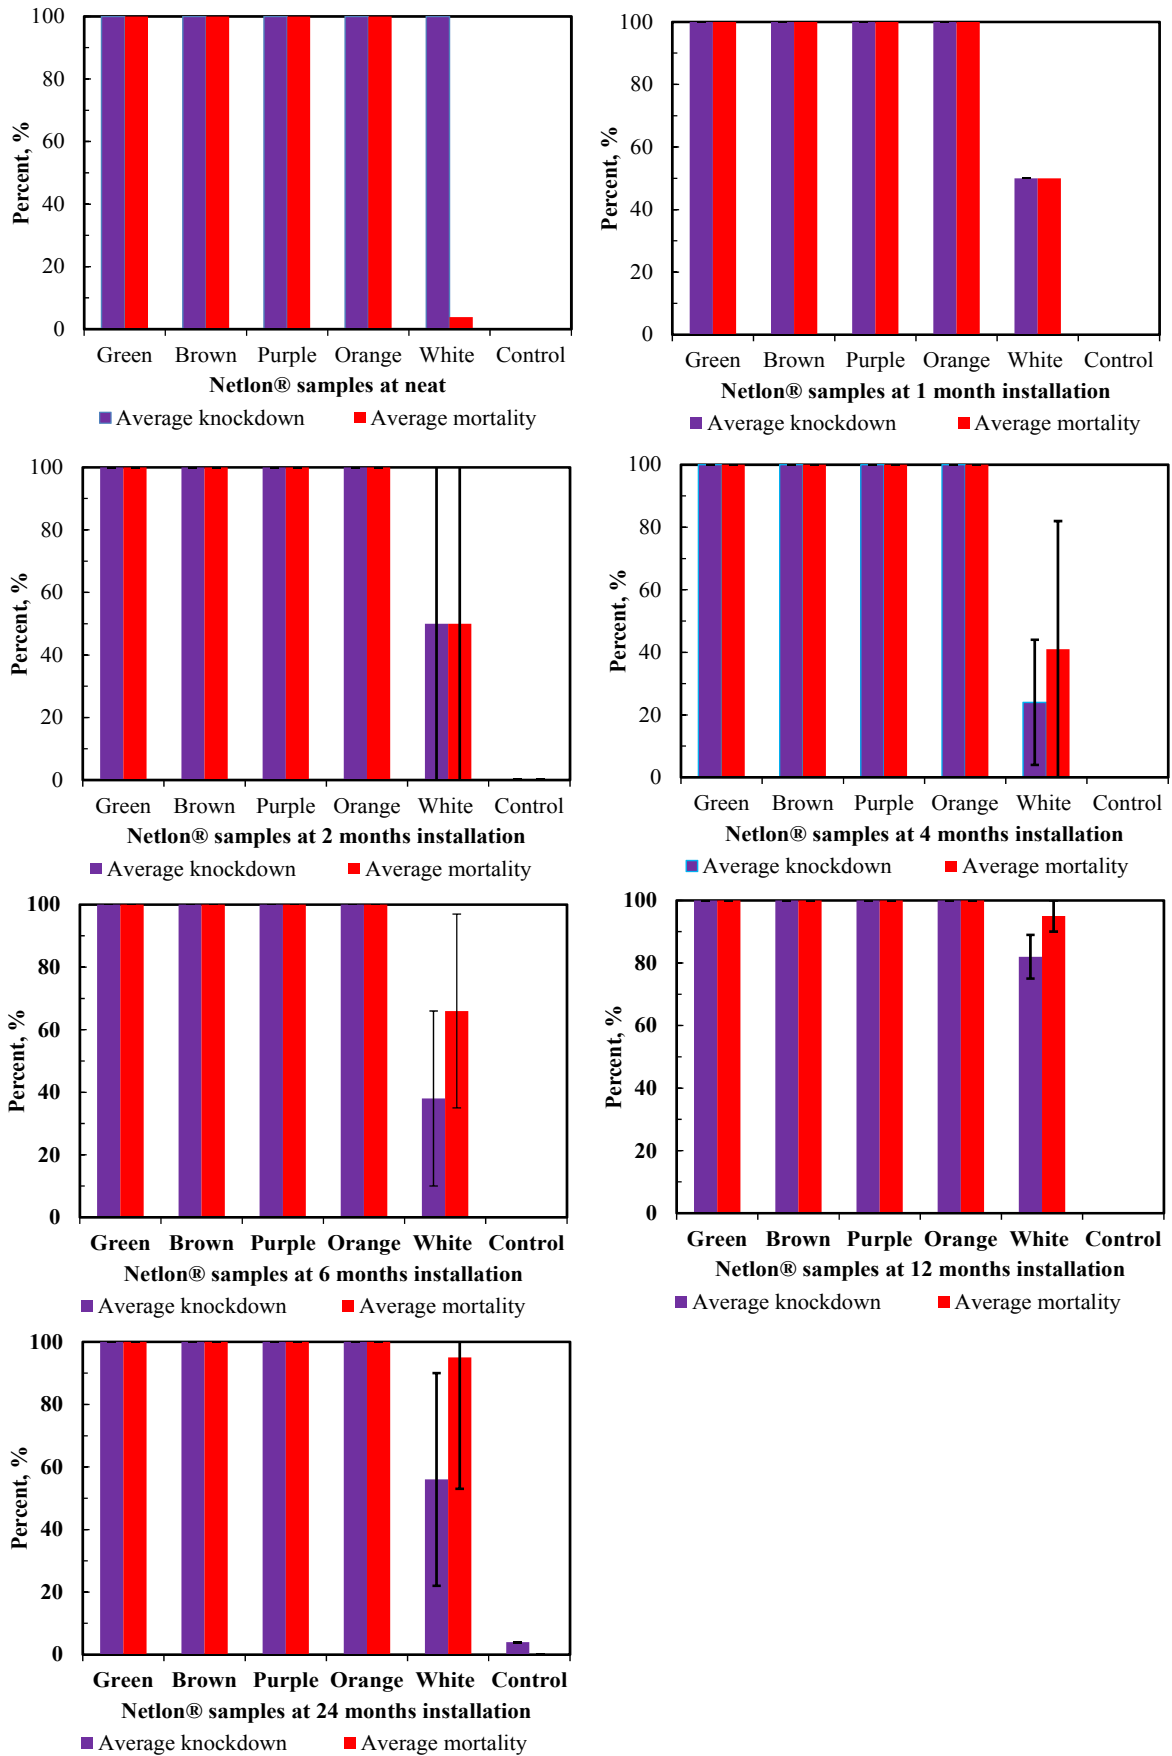 100
80
60
40
20
0
Percent, %
Green Brown Purple Orange White Control
Netlon® samples at neat
Average knockdown Average mortality
100
80
60
40
20
0
Percent, %
Green Brown Purple Orange White Control
Netlon® samples at 1 month installation
Average knockdown Average mortality
100
80
60
40
20
0
Percent, %
Green Brown Purple Orange White Control
Netlon® samples at 2 months installation
Average knockdown Average mortality
100
80
60
40
20
0
Percent, %
Green Brown Purple Orange White Control
Netlon® samples at 4 months installation
Average knockdown Average mortality
100
80
60
40
20
0
Percent, %
Green Brown Purple Orange White Control
Netlon® samples at 6 months installation
Average knockdown Average mortality
100
80
60
40
20
0
Percent, %
Green Brown Purple Orange White Control
Netlon® samples at 12 months installation
Average knockdown Average mortality
100
80
60
40
20
0
Percent, %
Green Brown Purple Orange White Control
Netlon® samples at 24 months installation
Average knockdown Average mortality